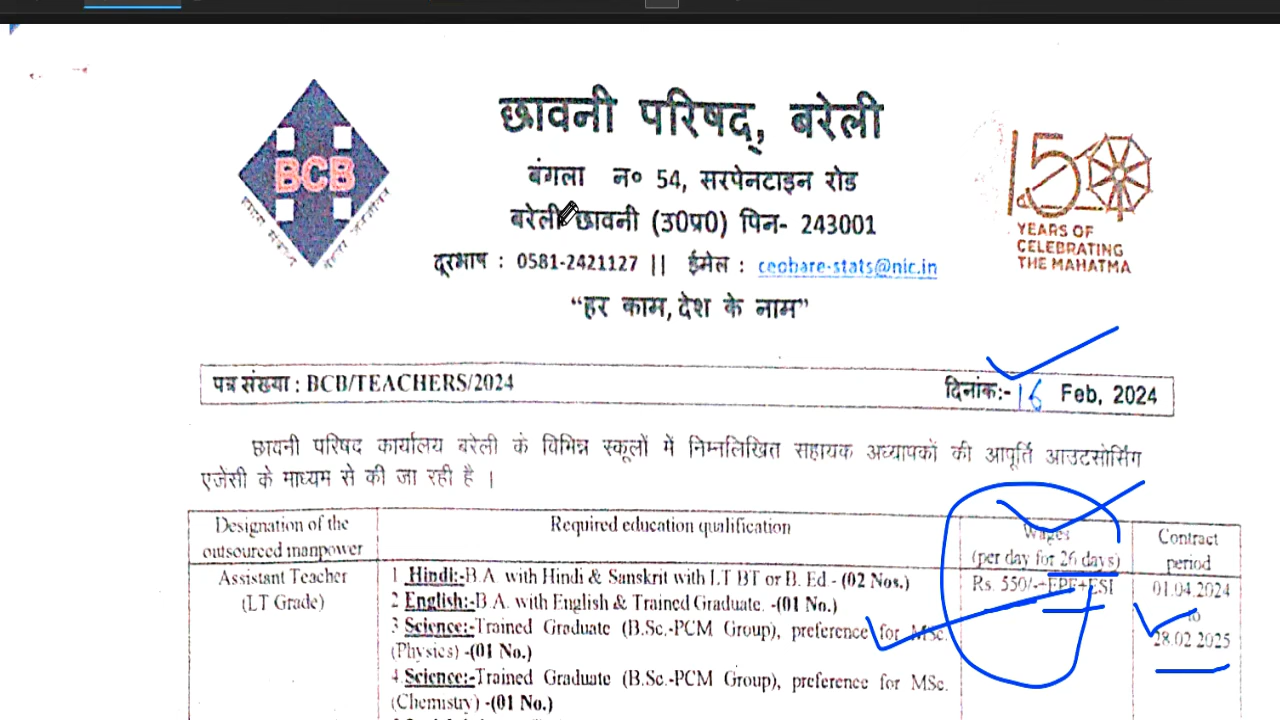 BCB
छावनी परिषद्, बरेली
बंगला न० 54, सरपेनटाइन रोड
बरेली छावनी (उ0प्र0) पिन- 243001
दूरभाष : 0581-2421127 || ईमेल : ceobare-stats@nic.in
“हर काम, देश के नाम”
150
YEARS OF
CELEBRATING
THE MAHATMA
पत्र संख्या : BCB/TEACHERS/2024 दिनांक:- 16 Feb, 2024
छावनी परिषद कार्यालय बरेली के विभिन्न स्कूलों में निम्नलिखित सहायक अध्यापकों की आपूर्ति आउटसोर्सिंग
एजेंसी के माध्यम से की जा रही है ।
Designation of the
outsourced manpower
Required education qualification
Wages
(per day for 26 days)
Contract
period
Assistant Teacher
(LT Grade)
1 Hindi:-B.A. with Hindi & Sanskrit with LT BT or B. Ed.- (02 Nos.)
2 English:-B.A. with English & Trained Graduate. -(01 No.)
3 Science:-Trained Graduate (B.Sc.-PCM Group), preference for MSc.
(Physics) -(01 No.)
4 Science:-Trained Graduate (B.Sc.-PCM Group), preference for MSc.
(Chemistry) -(01 No.)
Rs. 550/-+EPF+ESI
01.04.2024
to
28.02.2025